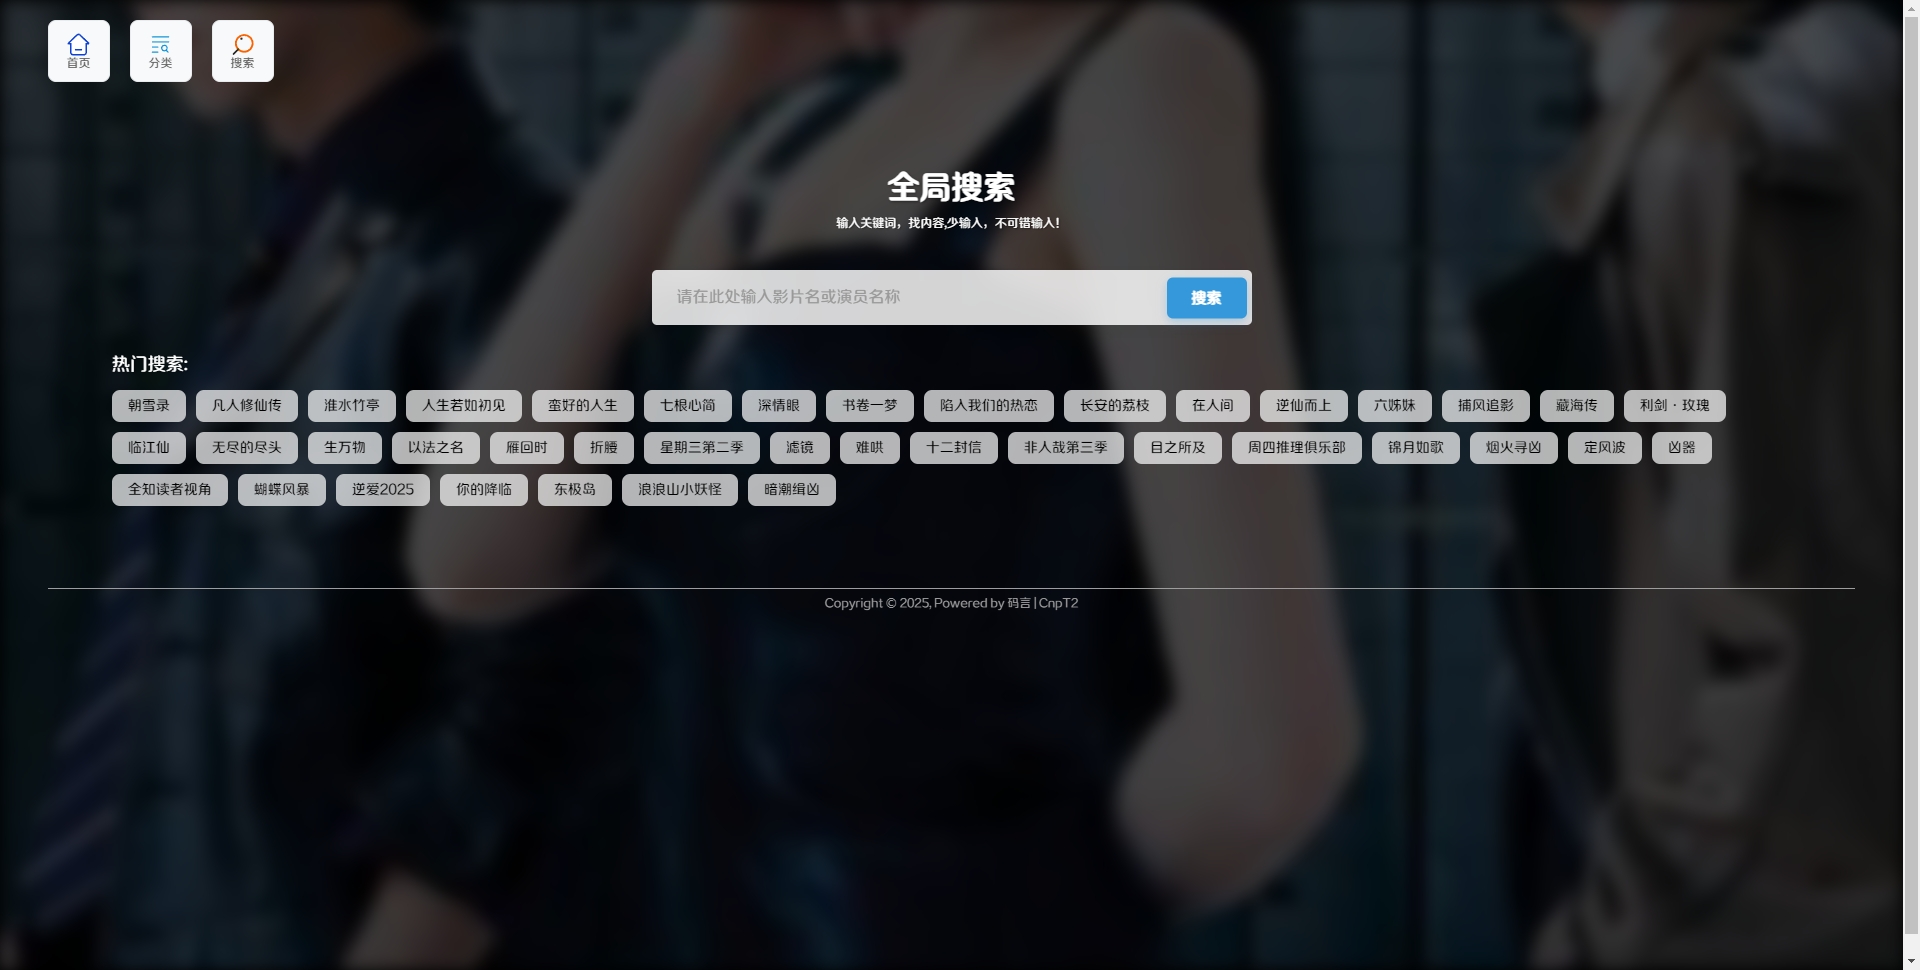 首页 分类 搜索
全局搜索
输入关键词，找内容,少输入，不可错输入！
请在此处输入影片名或演员名称 搜索
热门搜索:
朝雪录 凡人修仙传 淮水竹亭 人生若如初见 蛮好的人生 七根心简 深情眼 书卷一梦 陷入我们的热恋 长安的荔枝 在人间 逆仙而上 六姊妹 捕风追影 藏海传 利剑·玫瑰
临江仙 无尽的尽头 生万物 以法之名 雁回时 折腰 星期三第二季 滤镜 难哄 十二封信 非人哉第三季 目之所及 周四推理俱乐部 锦月如歌 烟火寻凶 定风波 凶器
全知读者视角 蝴蝶风暴 逆爱2025 你的降临 东极岛 浪浪山小妖怪 暗潮缉凶
Copyright © 2025, Powered by 码言 | CnpT2